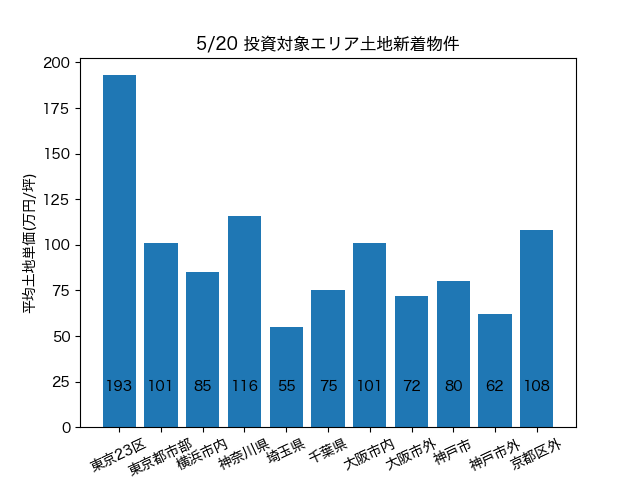 5/20 投資対象エリア土地新着物件
平均土地単価(万円/坪)
200
175
150
125
100
75
50
25
0
193
101
85
116
55
75
101
72
80
62
108
東京23区
東京都市部
横浜市内
神奈川県
埼玉県
千葉県
大阪市内
大阪市外
神戸市
神戸市外
京都区外